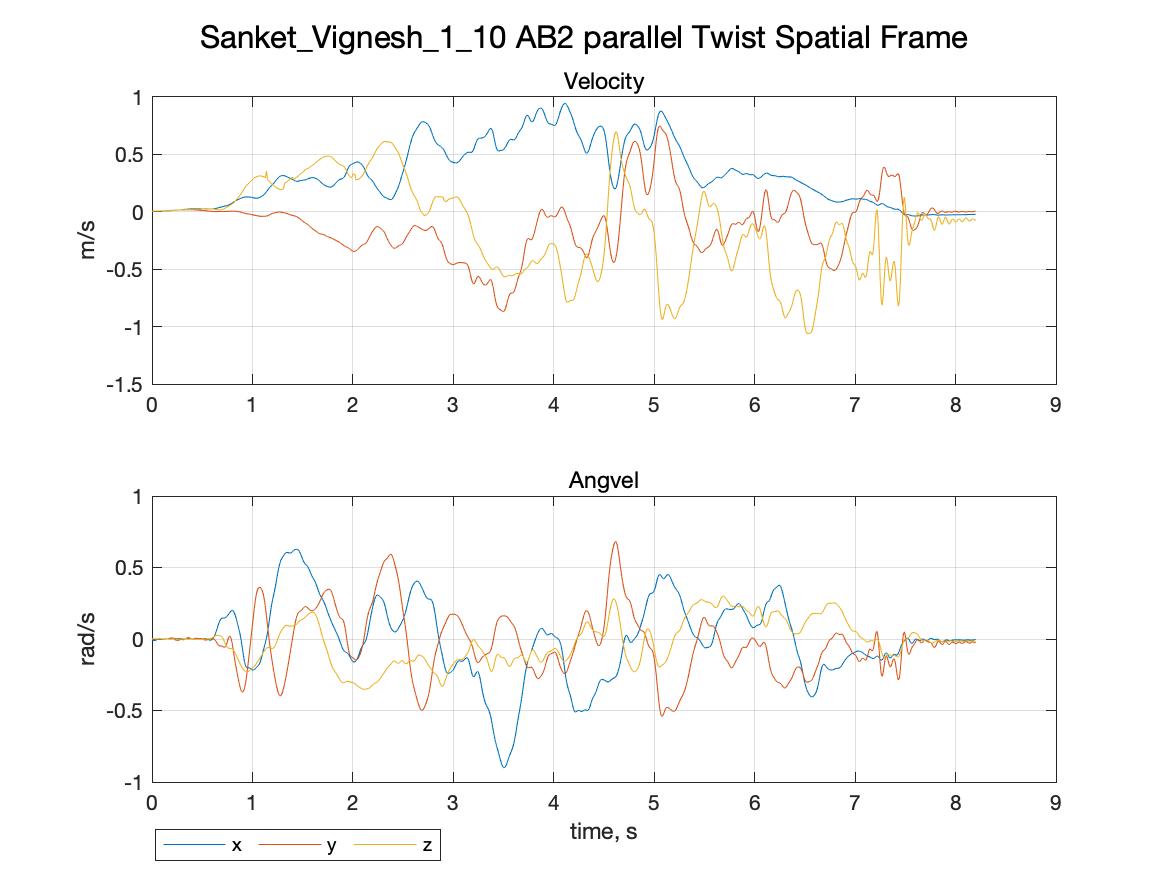 Sanket_Vignesh_1_10 AB2 parallel Twist Spatial Frame
Velocity
1
0.5
0
-0.5
-1
-1.5
m/s
0 1 2 3 4 5 6 7 8 9
Angvel
1
0.5
0
-0.5
-1
rad/s
0 1 2 3 4 5 6 7 8 9
time, s
x y z